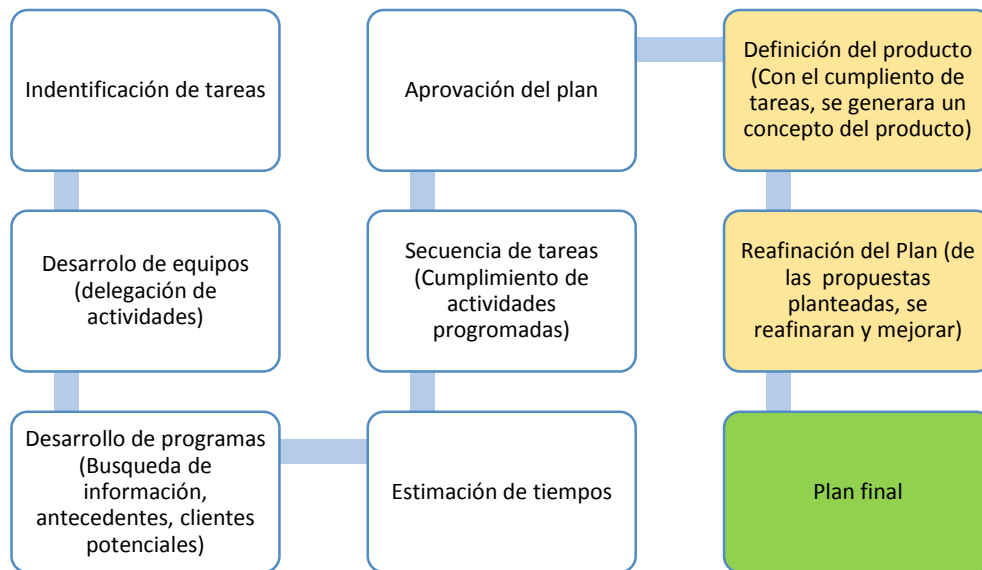 Indentificación de tareas
Desarrolo de equipos
(delegación de
actividades)
Desarrollo de programas
(Busqueda de
información,
antecedentes, clientes
potenciales)
Estimación de tiempos
Secuencia de tareas
(Cumplimiento de
actividades
progromadas)
Aprovación del plan
Definición del producto
(Con el cumpliento de
tareas, se generara un
concepto del producto)
Reafinación del Plan (de
las propuestas
planteadas, se
reafinaran y mejorar)
Plan final